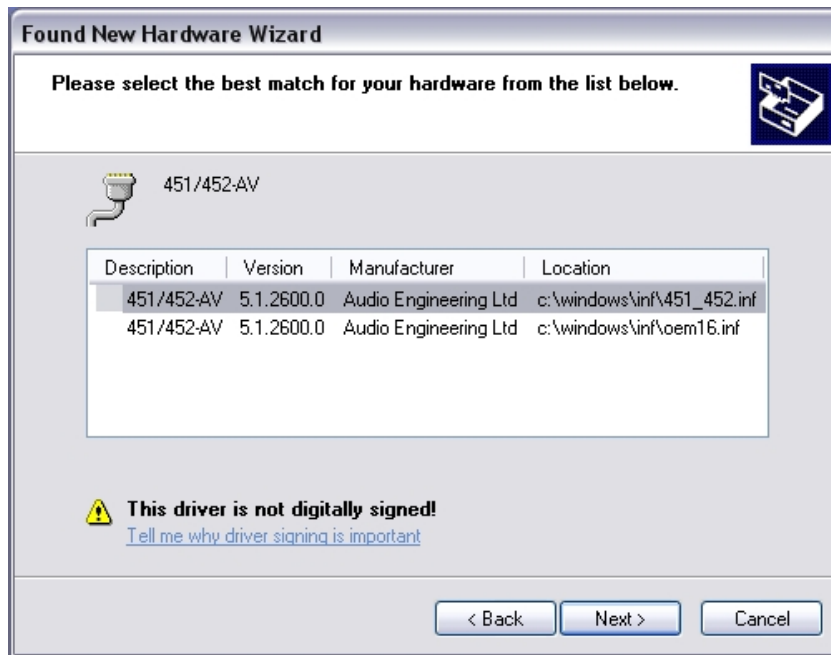 Found New Hardware Wizard
Please select the best match for your hardware from the list below.
451/452-AV
Description Version Manufacturer Location
451/452-AV 5.1.2600.0 Audio Engineering Ltd c:\windows\inf\451_452.inf
451/452-AV 5.1.2600.0 Audio Engineering Ltd c:\windows\inf\oem16.inf
This driver is not digitally signed!
Tell me why driver signing is important
< Back Next > Cancel